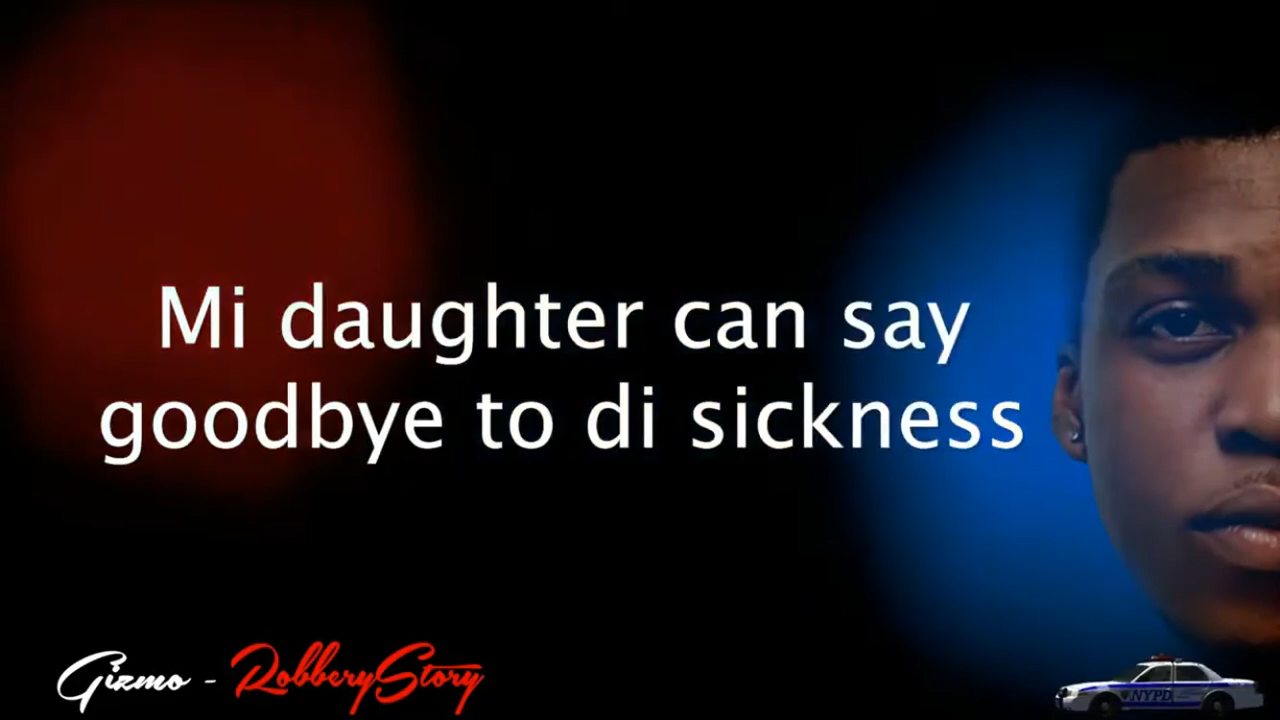 Mi daughter can say
goodbye to di sickness
Gizmo - RobberyStory
NYPD